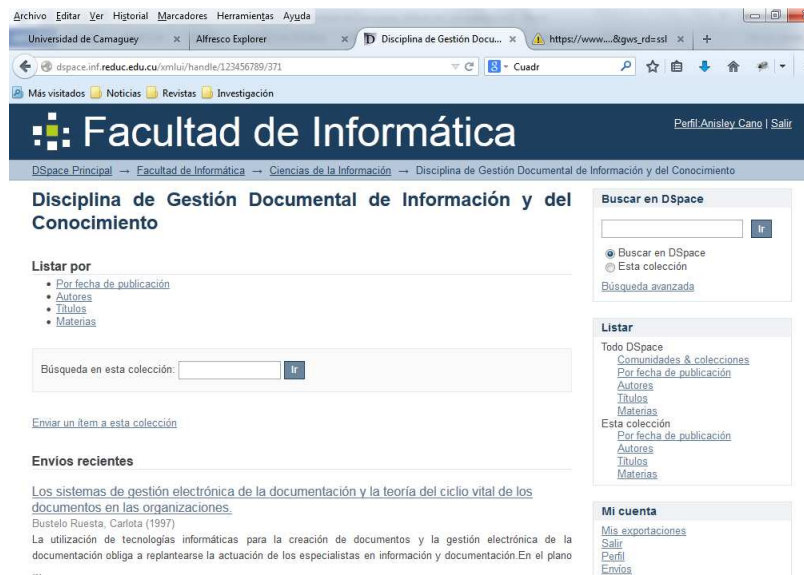 Archivo Editar Ver Historial Marcadores Herramientas Ayuda
Universidad de Camaguey × Alfresco Explorer × Disciplina de Gestión Docu... × https://www....&gws_rd=ssl × +
dspace.inf.reduc.edu.cu/xmlui/handle/123456789/371
Cuadr
Más visitados Noticias Revistas Investigación
Facultad de Informática
Perfil:Anisley Cano | Salir
DSpace Principal → Facultad de Informática → Ciencias de la Información → Disciplina de Gestión Documental de Información y del Conocimiento
Disciplina de Gestión Documental de Información y del
Conocimiento
Listar por
Por fecha de publicación
Autores
Títulos
Materias
Búsqueda en esta colección: Ir
Enviar un ítem a esta colección
Envíos recientes
Los sistemas de gestión electrónica de la documentación y la teoría del ciclio vital de los
documentos en las organizaciones.
Bustelo Ruesta, Carlota (1997)
La utilización de tecnologías informáticas para la creación de documentos y la gestión electrónica de la
documentación obliga a replantearse la actuación de los especialistas en información y documentación.En el plano
...
Buscar en DSpace
Ir
Buscar en DSpace
Esta colección
Búsqueda avanzada
Listar
Todo DSpace
Comunidades & colecciones
Por fecha de publicación
Autores
Títulos
Materias
Esta colección
Por fecha de publicación
Autores
Títulos
Materias
Mi cuenta
Mis exportaciones
Salir
Perfil
Envíos